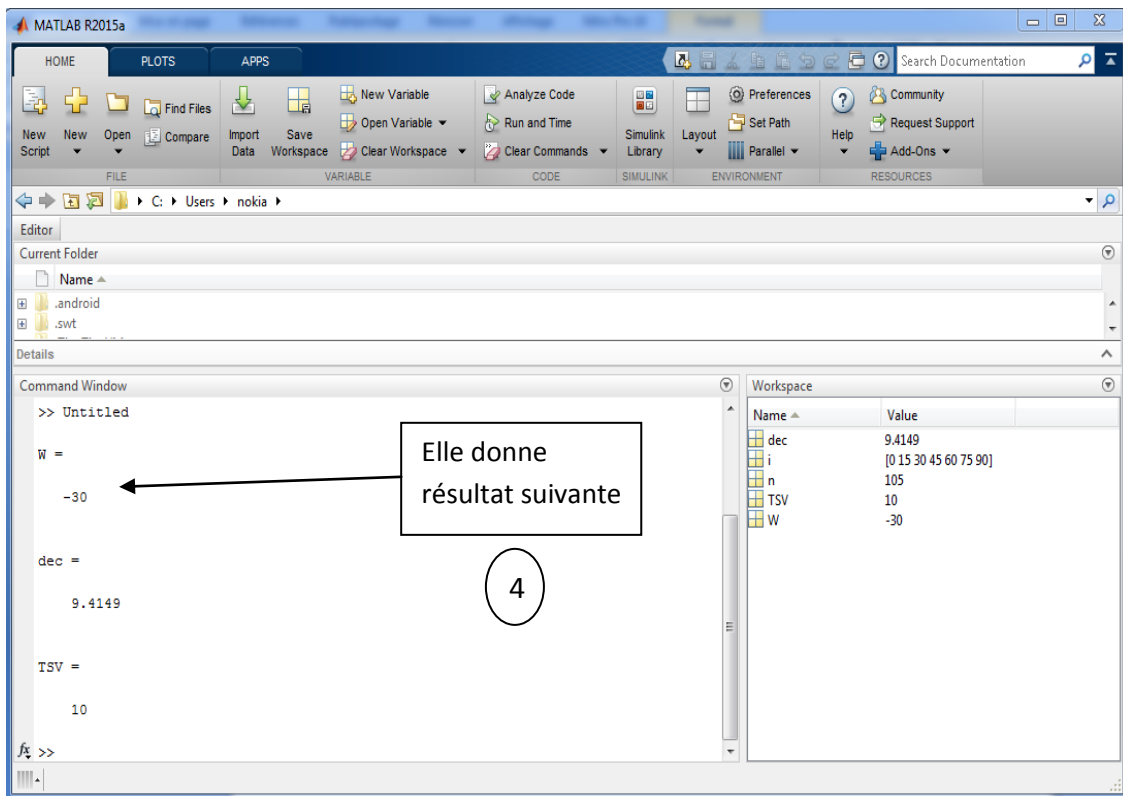 MATLAB R2015a
HOME PLOTS APPS
Search Documentation
New Script
New
Open
Find Files
Compare
Import Data
Save Workspace
New Variable
Open Variable
Clear Workspace
Analyze Code
Run and Time
Clear Commands
Simulink Library
Layout
Preferences
Set Path
Parallel
Help
Community
Request Support
Add-Ons
FILE VARIABLE CODE SIMULINK ENVIRONMENT RESOURCES
C: Users nokia
Editor
Current Folder
Name
.android
.swt
Details
Command Window
>> Untitled
W =
-30
dec =
9.4149
TSV =
10
fx >>
Elle donne
résultat suivante
4
Workspace
Name Value
dec 9.4149
i [0 15 30 45 60 75 90]
n 105
TSV 10
W -30